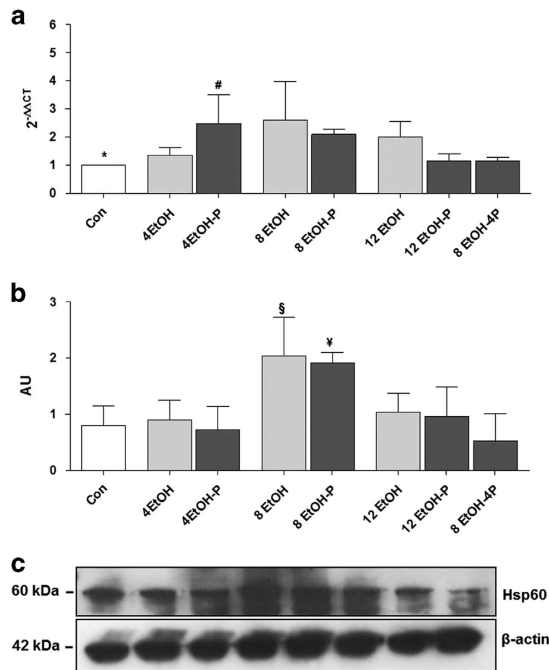 a
6
5
4
3
2
1
0
2^-ΛΛCT
*
#
Con
4EtOH
4EtOH-P
8 EtOH
8 EtOH-P
12 EtOH
12 EtOH-P
8 EtOH-4P
b
3
2
1
0
AU
§
¥
Con
4EtOH
4EtOH-P
8 EtOH
8 EtOH-P
12 EtOH
12 EtOH-P
8 EtOH-4P
c
60 kDa
Hsp60
42 kDa
β-actin